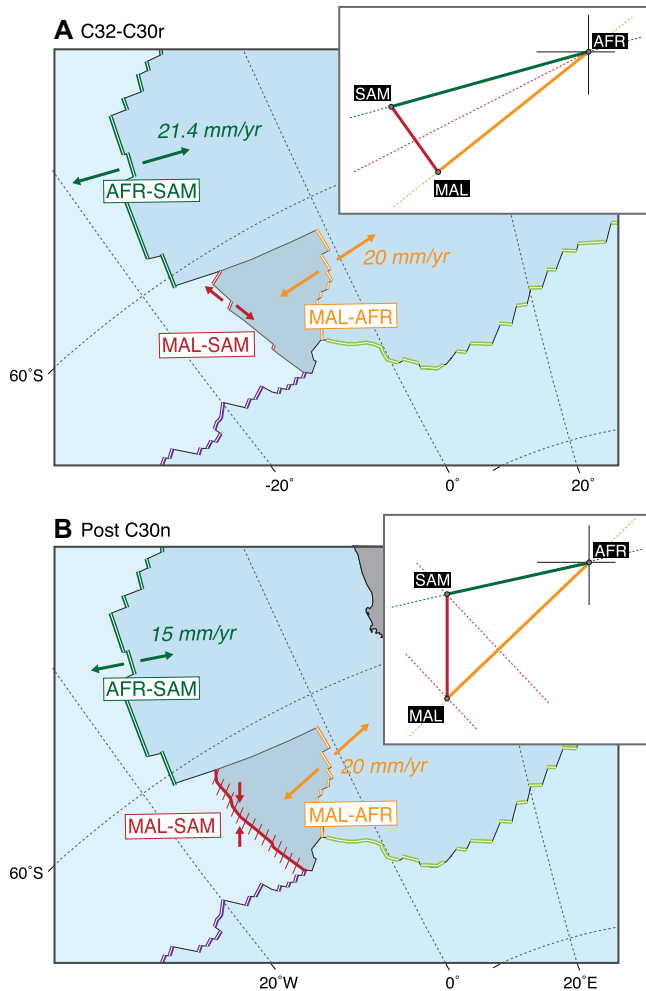 A C32-C30r
AFR
SAM
MAL
21.4 mm/yr
AFR-SAM
20 mm/yr
MAL-AFR
MAL-SAM
60˚S
-20˚
0˚
20˚
B Post C30n
AFR
SAM
MAL
15 mm/yr
AFR-SAM
20 mm/yr
MAL-AFR
MAL-SAM
60˚S
20˚W
0˚
20˚E